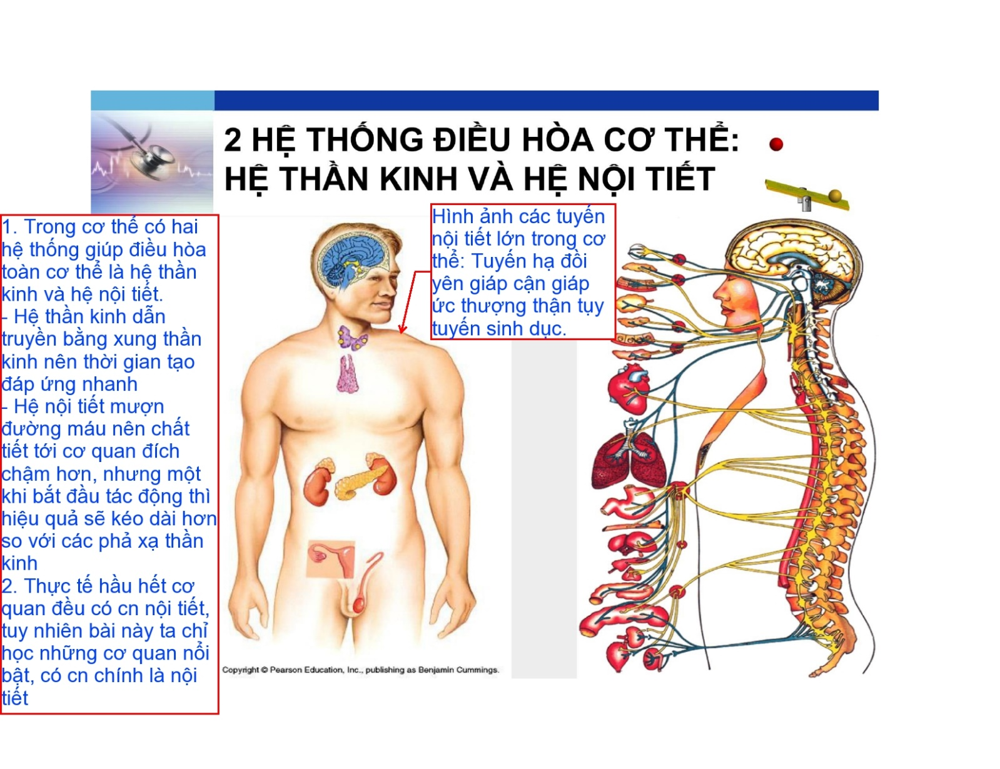 2 HỆ THỐNG ĐIỀU HÒA CƠ THỂ:
HỆ THẦN KINH VÀ HỆ NỘI TIẾT
1. Trong cơ thể có hai
hệ thống giúp điều hòa
toàn cơ thể là hệ thần
kinh và hệ nội tiết.
- Hệ thần kinh dẫn
truyền bằng xung thần
kinh nên thời gian tạo
đáp ứng nhanh
- Hệ nội tiết mượn
đường máu nên chất
tiết tới cơ quan đích
chậm hơn, nhưng một
khi bắt đầu tác động thì
hiệu quả sẽ kéo dài hơn
so với các phả xạ thần
kinh
2. Thực tế hầu hết cơ
quan đều có cn nội tiết,
tuy nhiên bài này ta chỉ
học những cơ quan nổi
bật, có cn chính là nội
tiết
Hình ảnh các tuyến
nội tiết lớn trong cơ
thể: Tuyến hạ đồi
yên giáp cận giáp
ức thượng thận tụy
tuyến sinh dục.
Copyright © Pearson Education, Inc., publishing as Benjamin Cummings.